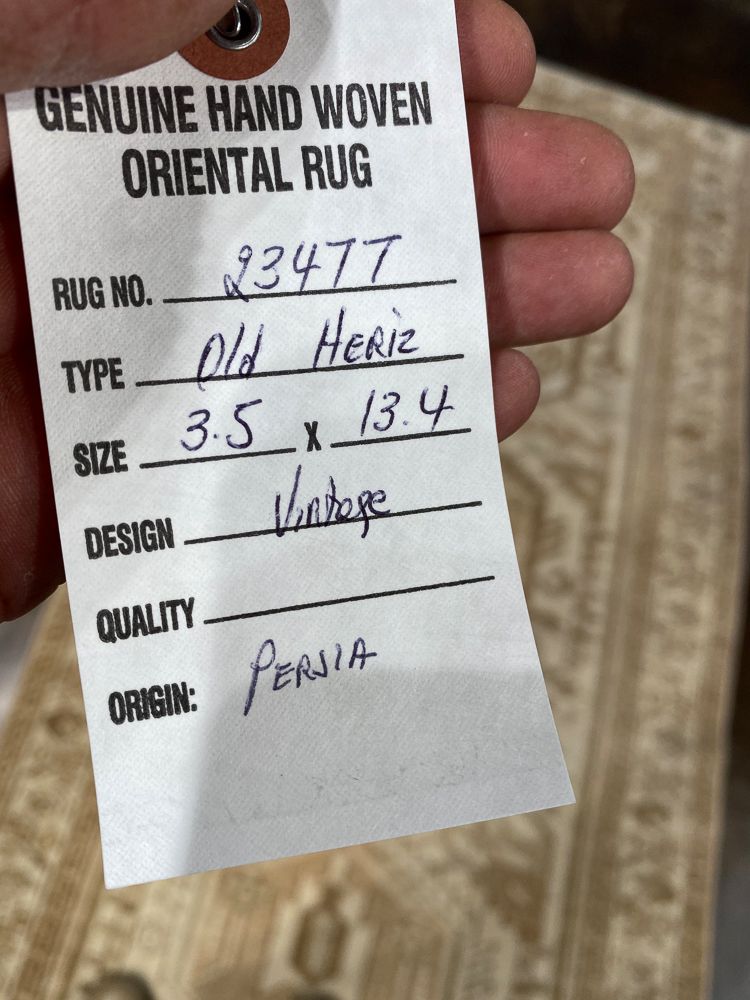 GENUINE HAND WOVEN
ORIENTAL RUG
RUG NO. 23477
TYPE Old HERIZ
SIZE 3.5 X 13.4
DESIGN Vintage
QUALITY
ORIGIN: PERSIA